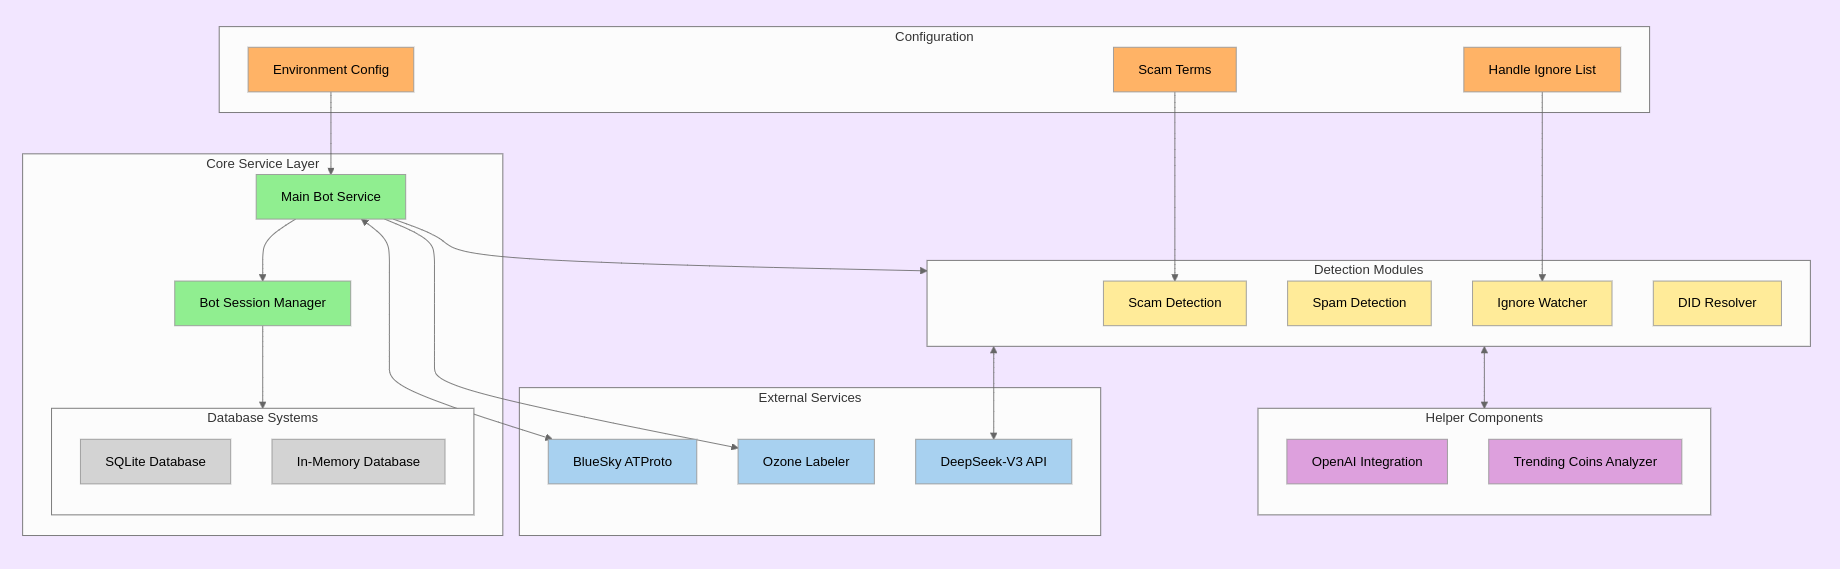 Configuration
Environment Config
Scam Terms
Handle Ignore List
Core Service Layer
Main Bot Service
Bot Session Manager
Database Systems
SQLite Database
In-Memory Database
Detection Modules
Scam Detection
Spam Detection
Ignore Watcher
DID Resolver
External Services
BlueSky ATProto
Ozone Labeler
DeepSeek-V3 API
Helper Components
OpenAI Integration
Trending Coins Analyzer